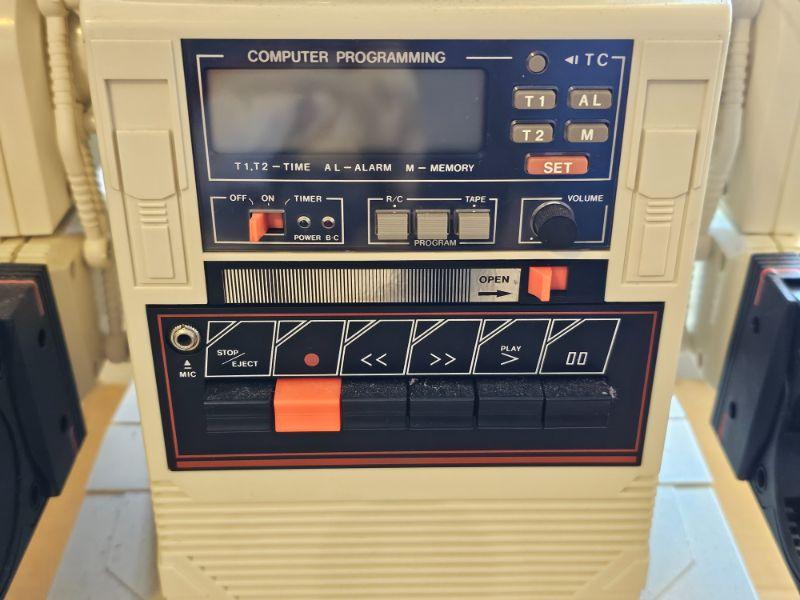 COMPUTER PROGRAMMING
TC
T1 AL
T2 M
T1,T2 – TIME AL – ALARM M – MEMORY
SET
OFF ON TIMER
R/C TAPE
VOLUME
POWER B·C
PROGRAM
OPEN
STOP/EJECT
<<
>>
PLAY
>
MIC